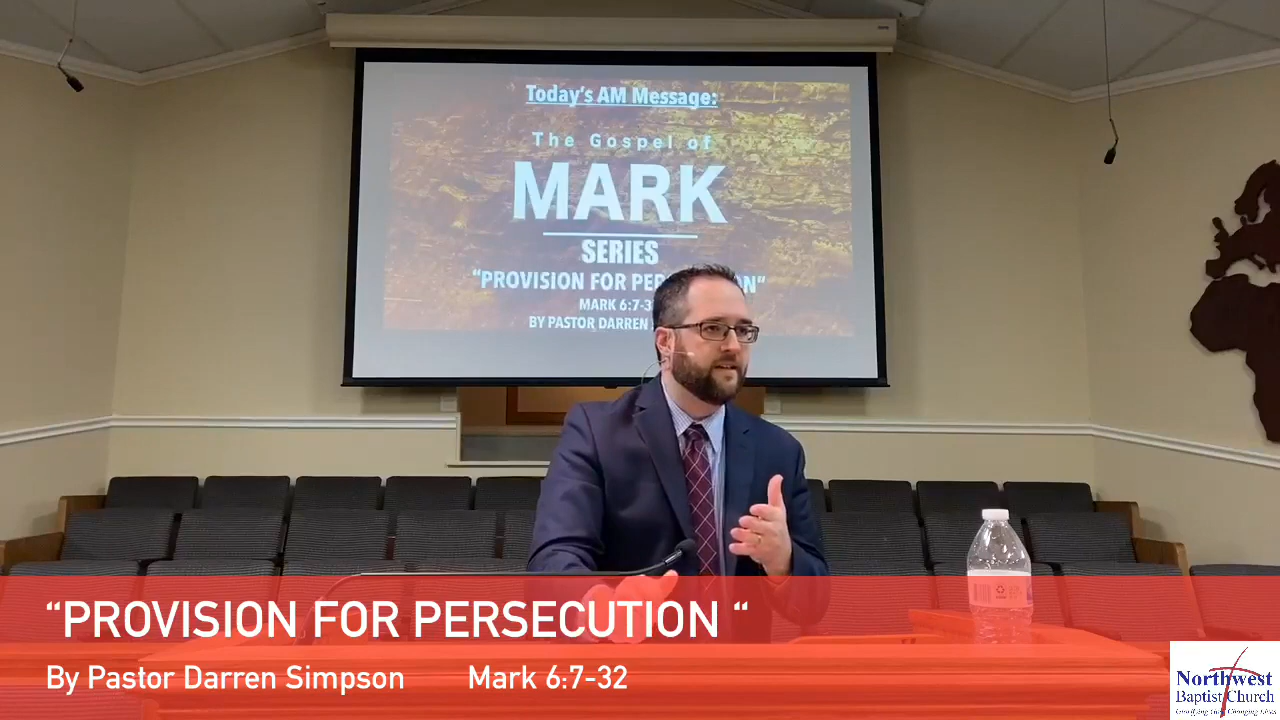 Today's AM Message:
The Gospel of
MARK
SERIES
“PROVISION FOR PER ON”
MARK 6:7-3
BY PASTOR DARREN
“PROVISION FOR PERSECUTION “
By Pastor Darren Simpson Mark 6:7-32
Northwest
Baptist Church